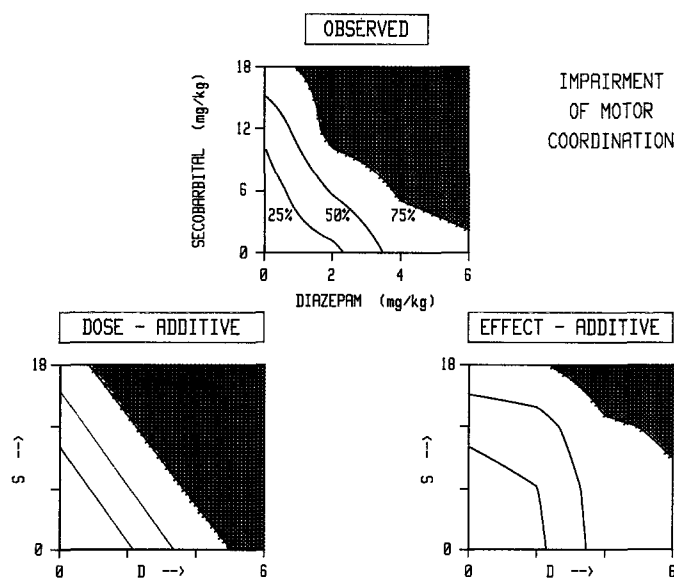 OBSERVED
IMPAIRMENT
OF MOTOR
COORDINATION
SECOBARBITAL (mg/kg)
18
12
6
0
25%
50%
75%
0
2
4
6
DIAZEPAM (mg/kg)
DOSE - ADDITIVE
18
S -->
0
0
D -->
6
EFFECT - ADDITIVE
18
S -->
0
0
D -->
6